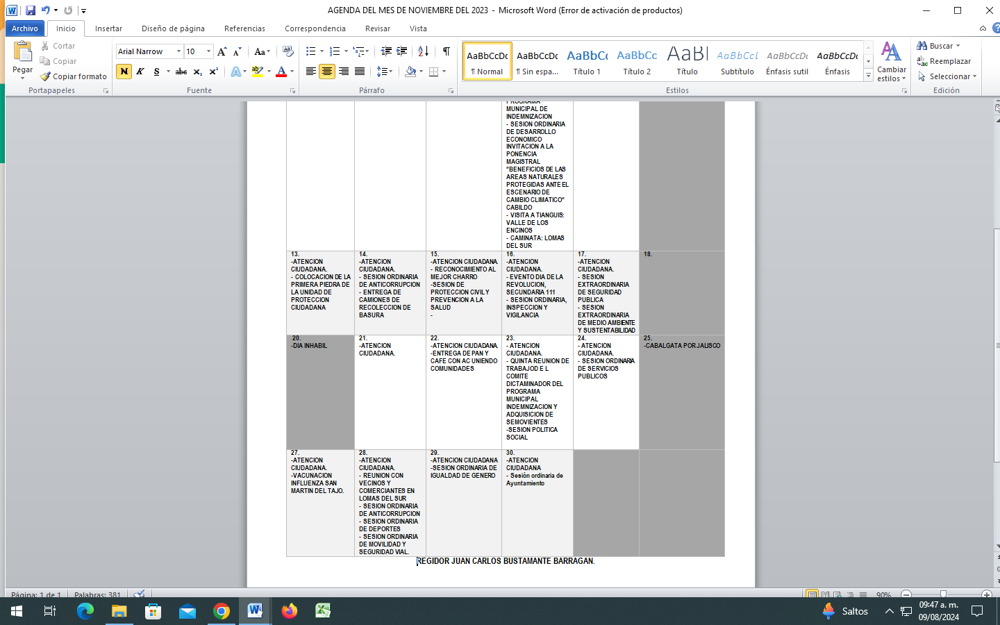 AGENDA DEL MES DE NOVIEMBRE DEL 2023 - Microsoft Word (Error de activación de productos)
Archivo Inicio Insertar Diseño de página Referencias Correspondencia Revisar Vista
Pegar
Cortar
Copiar
Copiar formato
Portapapeles
Arial Narrow 10
Fuente
Párrafo
AaBbCcDc AaBbCcDc AaBbCc AaBbCc AaBl AaBbCcL AaBbCcDc AaBbCcDc
¶ Normal ¶ Sin espa... Título 1 Título 2 Título Subtítulo Énfasis sutil Énfasis
Cambiar
estilos
Estilos
Buscar
Reemplazar
Seleccionar
Edición
PROGRAMA
MUNICIPAL DE
INDEMNIZACION
- SESION ORDINARIA
DE DESARROLLO
ECONOMICO
INVITACION A LA
PONENCIA
MAGISTRAL
"BENEFICIOS DE LAS
AREAS NATURALES
PROTEGIDAS ANTE EL
ESCENARIO DE
CAMBIO CLIMATICO"
CABILDO
- VISITA A TIANGUIS:
VALLE DE LOS
ENCINOS
- CAMINATA: LOMAS
DEL SUR
13.
-ATENCION
CIUDADANA.
- COLOCACION DE LA
PRIMERA PIEDRA DE
LA UNIDAD DE
PROTECCION
CIUDADANA
14.
-ATENCION
CIUDADANA.
- SESION ORDINARIA
DE ANTICORRUPCION
- ENTREGA DE
CAMIONES DE
RECOLECCION DE
BASURA
15.
-ATENCION CIUDADANA.
- RECONOCIMIENTO AL
MEJOR CHARRO
-SESION DE
PROTECCION CIVIL Y
PREVENCION A LA
SALUD
-
16.
-ATENCION
CIUDADANA.
- EVENTO DIA DE LA
REVOLUCION,
SECUNDARIA 111
- SESION ORDINARIA,
INSPECCION Y
VIGILANCIA
17.
-ATENCION
CIUDADANA.
- SESION
EXTRAORDINARIA
DE SEGURIDAD
PUBLICA
- SESION
EXTRAORDINARIA
DE MEDIO AMBIENTE
Y SUSTENTABILIDAD
18.
20.
-DIA INHABIL
21.
-ATENCION
CIUDADANA.
22.
-ATENCION CIUDADANA.
-ENTREGA DE PAN Y
CAFE CON AC UNIENDO
COMUNIDADES
23.
- ATENCION
CIUDADANA.
- QUINTA REUNION DE
TRABAJOD E L
COMITE
DICTAMINADOR DEL
PROGRAMA
MUNICIPAL
INDEMNIZACION Y
ADQUISICION DE
SEMOVIENTES
-SESION POLITICA
SOCIAL
24.
- ATENCION
CIUDADANA.
- SESION ORDINARIA
DE SERVICIOS
PUBLICOS
25.
-CABALGATA POR JALISCO
27.
-ATENCION
CIUDADANA.
-VACUNACION
INFLUENZA SAN
MARTIN DEL TAJO.
28.
-ATENCION
CIUDADANA.
- REUNION CON
VECINOS Y
COMERCIANTES EN
LOMAS DEL SUR
- SESION ORDINARIA
DE ANTICORRUPCION
- SESION ORDINARIA
DE DEPORTES
- SESION ORDINARIA
DE MOVILIDAD Y
SEGURIDAD VIAL.
29.
-ATENCION CIUDADANA
-SESION ORDINARIA DE
IGUALDAD DE GENERO
30.
-ATENCION
CIUDADANA
- Sesión ordinaria de
Ayuntamiento
REGIDOR JUAN CARLOS BUSTAMANTE BARRAGAN.
Página: 1 de 1 Palabras: 381 90%
Saltos
09:47 a. m.
09/08/2024